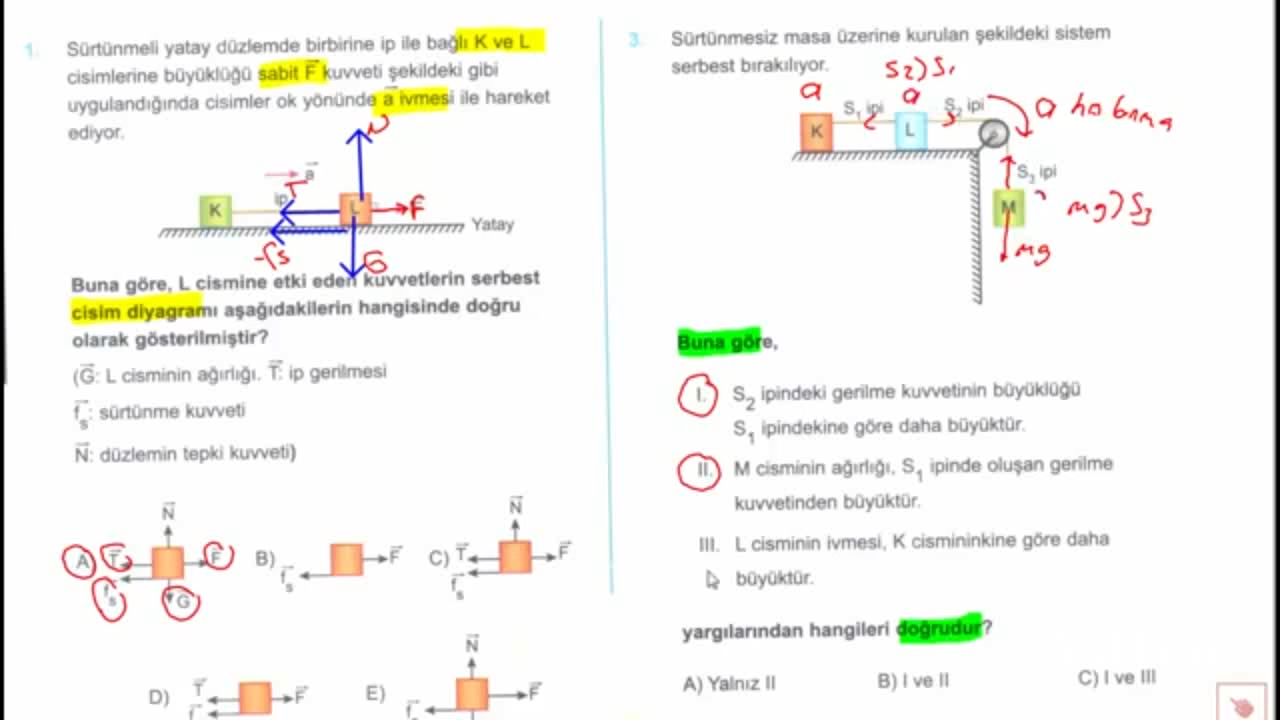 1. Sürtünmeli yatay düzlemde birbirine ip ile bağlı K ve L
cisimlerine büyüklüğü sabit F kuvveti şekildeki gibi
uygulandığında cisimler ok yönünde a ivmesi ile hareket
ediyor.
N
a
T
ip
K
L
F
Yatay
-fs
G
Buna göre, L cismine etki eden kuvvetlerin serbest
cisim diyagramı aşağıdakilerin hangisinde doğru
olarak gösterilmiştir?
(G: L cisminin ağırlığı. T: ip gerilmesi
fs: sürtünme kuvveti
N: düzlemin tepki kuvveti)
N
A
T
F
fs
G
B)
F
fs
N
C) T
F
fs
D)
T
F
f
N
E)
F
f
3. Sürtünmesiz masa üzerine kurulan şekildeki sistem
serbest bırakılıyor.
S2>S1
a
S1 ipi
a
S2 ipi
K
L
S3 ipi
M
mg>S3
mg
Buna göre,
I. S2 ipindeki gerilme kuvvetinin büyüklüğü
S1 ipindekine göre daha büyüktür.
II. M cisminin ağırlığı, S1 ipinde oluşan gerilme
kuvvetinden büyüktür.
III. L cisminin ivmesi, K cismininkine göre daha
büyüktür.
yargılarından hangileri doğrudur?
A) Yalnız II B) I ve II C) I ve III